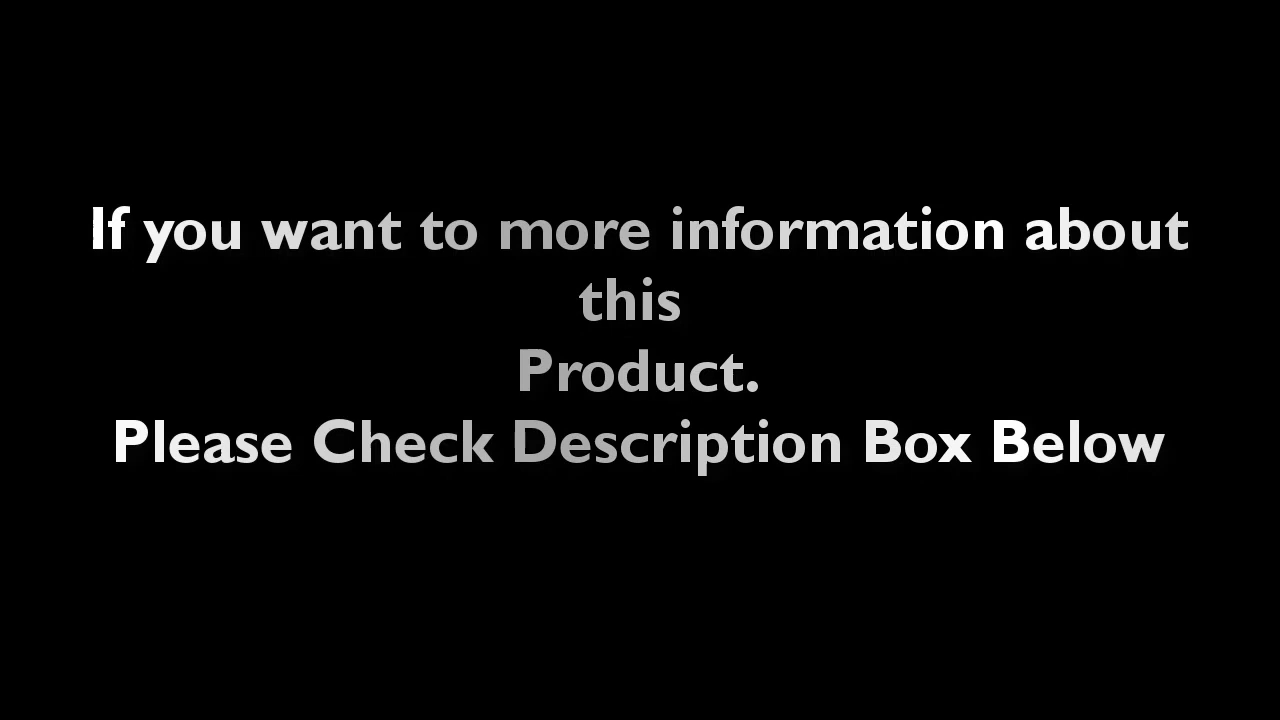 If you want to more information about
this
Product.
Please Check Description Box Below